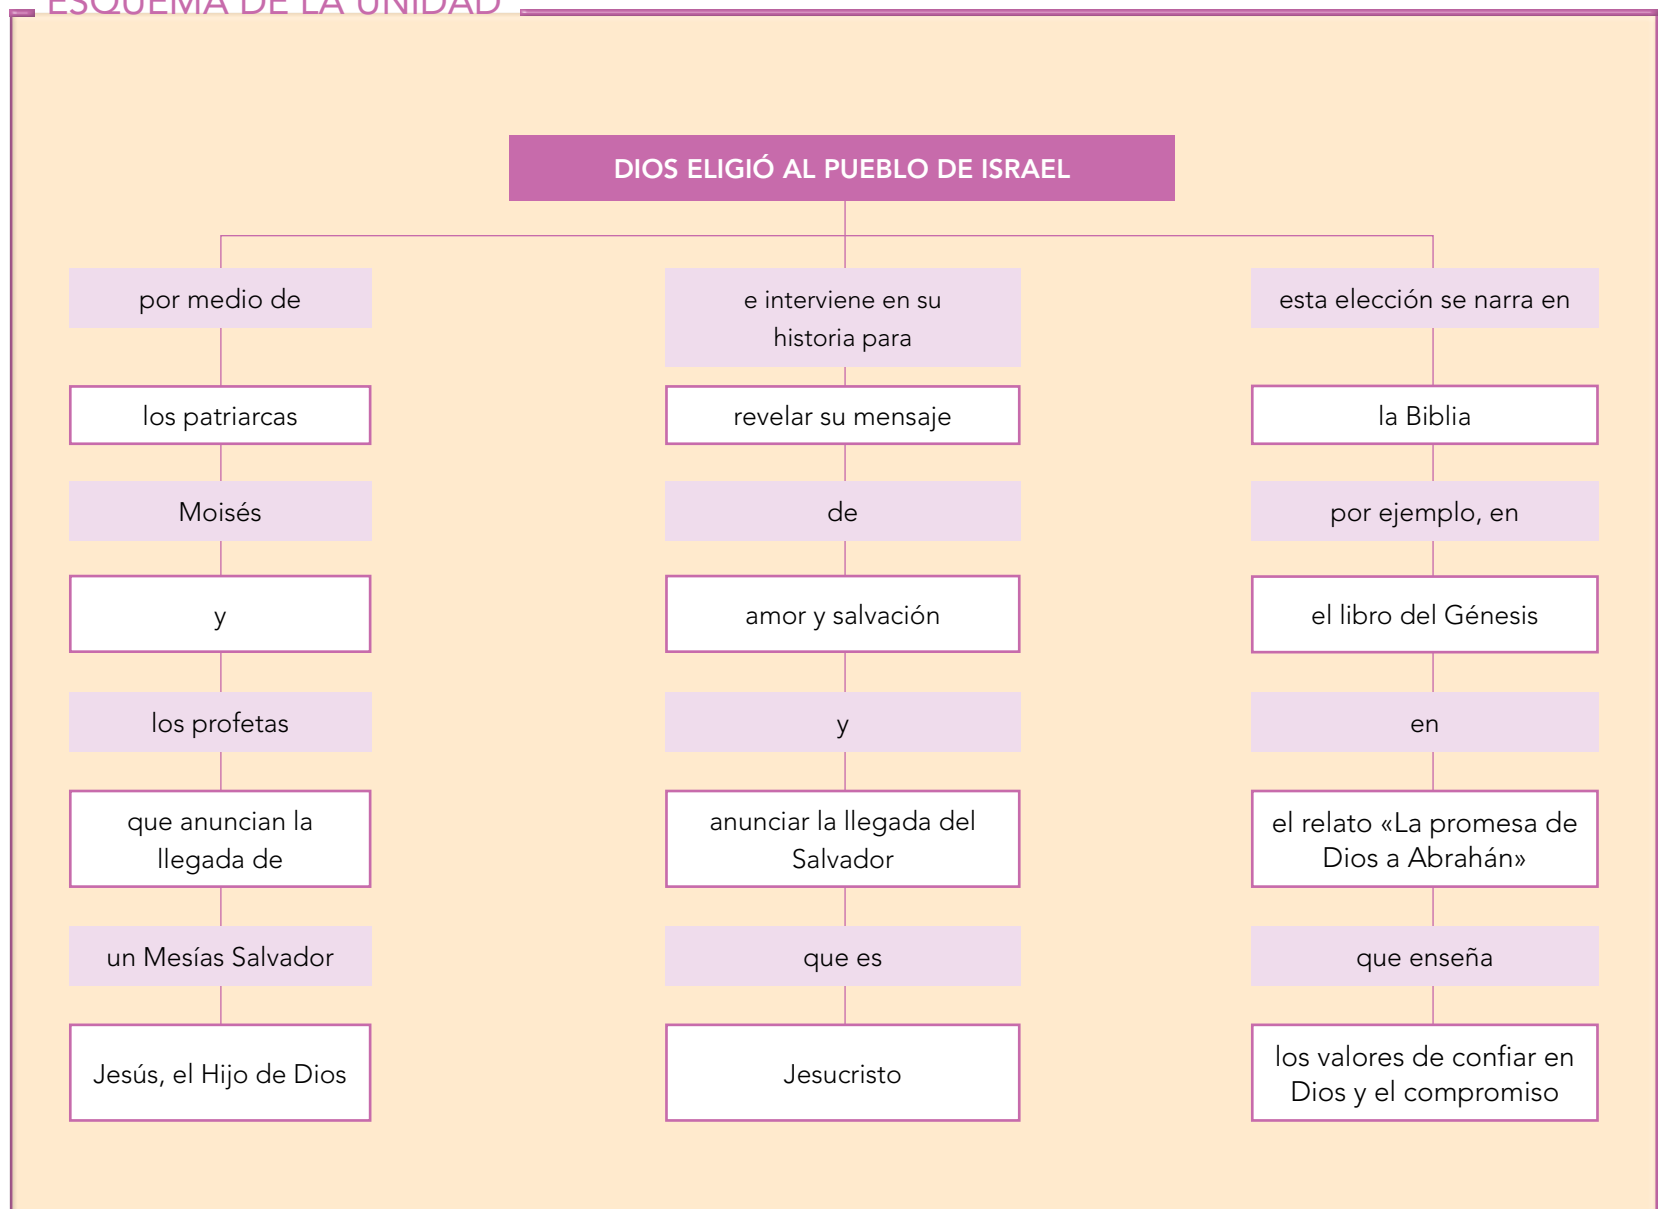 ESQUEMA DE LA UNIDAD
DIOS ELIGIÓ AL PUEBLO DE ISRAEL
por medio de
los patriarcas
Moisés
y
los profetas
que anuncian la
llegada de
un Mesías Salvador
Jesús, el Hijo de Dios
e interviene en su
historia para
revelar su mensaje
de
amor y salvación
y
anunciar la llegada del
Salvador
que es
Jesucristo
esta elección se narra en
la Biblia
por ejemplo, en
el libro del Génesis
en
el relato «La promesa de
Dios a Abrahán»
que enseña
los valores de confiar en
Dios y el compromiso